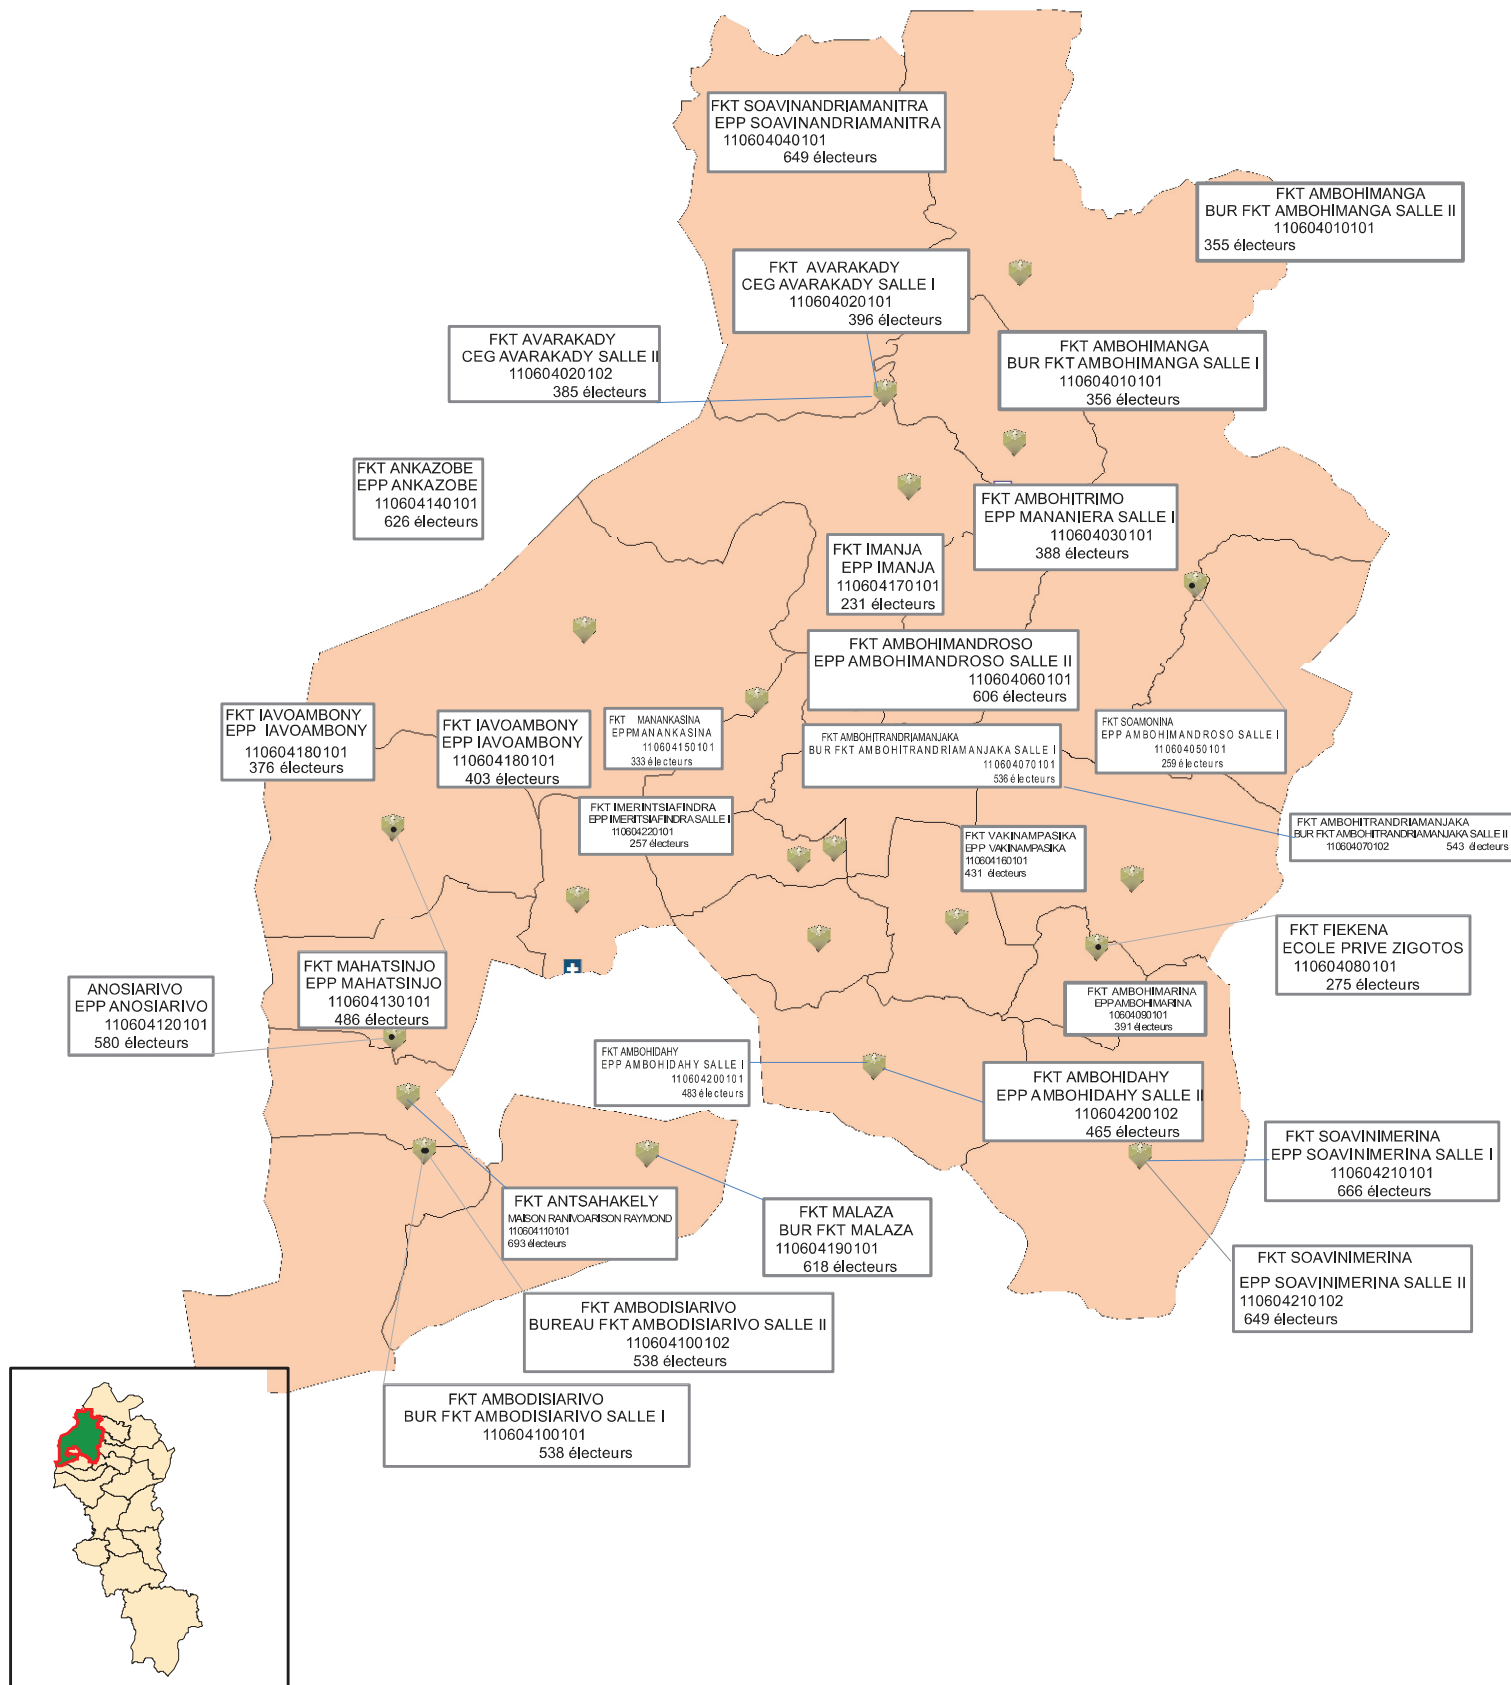 FKT SOAVINANDRIAMANITRA
EPP SOAVINANDRIAMANITRA
110604040101
649 électeurs
FKT AMBOHIMANGA
BUR FKT AMBOHIMANGA SALLE II
110604010101
355 électeurs
FKT AVARAKADY
CEG AVARAKADY SALLE I
110604020101
396 électeurs
FKT AVARAKADY
CEG AVARAKADY SALLE II
110604020102
385 électeurs
FKT AMBOHIMANGA
BUR FKT AMBOHIMANGA SALLE I
110604010101
356 électeurs
FKT ANKAZOBE
EPP ANKAZOBE
110604140101
626 électeurs
FKT AMBOHITRIMO
EPP MANANIERA SALLE I
110604030101
388 électeurs
FKT IMANJA
EPP IMANJA
110604170101
231 électeurs
FKT AMBOHIMANDROSO
EPP AMBOHIMANDROSO SALLE II
110604060101
606 électeurs
FKT IAVOAMBONY
EPP IAVOAMBONY
110604180101
376 électeurs
FKT IAVOAMBONY
EPP IAVOAMBONY
110604180101
403 électeurs
FKT MANANKASINA
EPPMANANKASINA
110604150101
333 électeurs
FKT AMBOHITRANDRIAMANJAKA
BUR FKT AMBOHITRANDRIAMANJAKA SALLE I
110604070101
536 électeurs
FKT SOAMONINA
EPP AMBOHIMANDROSO SALLE I
110604050101
259 électeurs
FKT IMERINTSIAFINDRA
EPP IMERITSIAFINDRA SALLE I
110604220101
257 électeurs
FKT VAKINAMPASIKA
EPP VAKINAMPASIKA
110604160101
431 électeurs
FKT AMBOHITRANDRIAMANJAKA
BUR FKT AMBOHITRANDRIAMANJAKA SALLE II
110604070102 543 électeurs
FKT FIEKENA
ECOLE PRIVE ZIGOTOS
110604080101
275 électeurs
FKT MAHATSINJO
EPP MAHATSINJO
110604130101
486 électeurs
ANOSIARIVO
EPP ANOSIARIVO
110604120101
580 électeurs
FKT AMBOHIMARINA
EPPAMBOHIMARINA
10604090101
391 électeurs
FKT AMBOHIDAHY
EPP AMBOHIDAHY SALLE I
110604200101
483 électeurs
FKT AMBOHIDAHY
EPP AMBOHIDAHY SALLE II
110604200102
465 électeurs
FKT SOAVINIMERINA
EPP SOAVINIMERINA SALLE I
110604210101
666 électeurs
FKT ANTSAHAKELY
MAISON RANIVOARISON RAYMOND
110604110101
693 électeurs
FKT MALAZA
BUR FKT MALAZA
110604190101
618 électeurs
FKT SOAVINIMERINA
EPP SOAVINIMERINA SALLE II
110604210102
649 électeurs
FKT AMBODISIARIVO
BUREAU FKT AMBODISIARIVO SALLE II
110604100102
538 électeurs
FKT AMBODISIARIVO
BUR FKT AMBODISIARIVO SALLE I
110604100101
538 électeurs